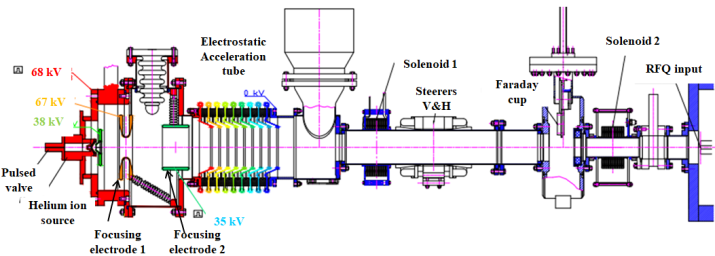 68 kV
67 kV
38 kV
Pulsed
valve
Helium ion
source
Focusing
electrode 1
Focusing
electrode 2
35 kV
Electrostatic
Acceleration
tube
0 kV
Solenoid 1
Steerers
V&H
Faraday
cup
Solenoid 2
RFQ input